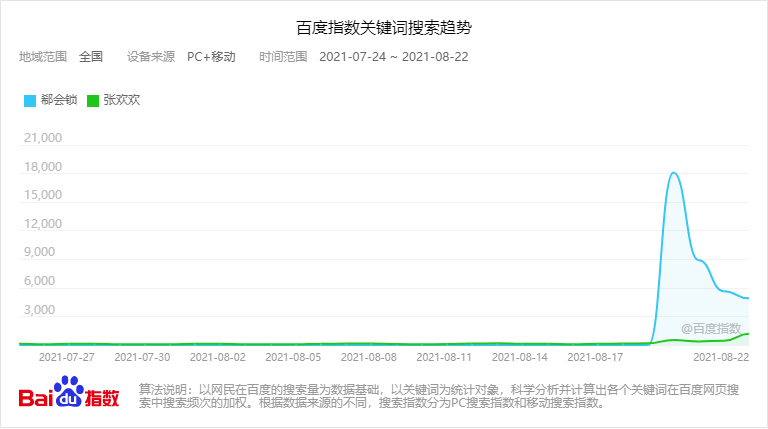 百度指数关键词搜索趋势
地域范围 全国 设备来源 PC+移动 时间范围 2021-07-24 ~ 2021-08-22
郗会锁 张欢欢
21,000
18,000
15,000
12,000
9,000
6,000
3,000
@百度指数
2021-07-27 2021-07-30 2021-08-02 2021-08-05 2021-08-08 2021-08-11 2021-08-14 2021-08-17 2021-08-22
Bai du 指数
算法说明：以网民在百度的搜索量为数据基础，以关键词为统计对象，科学分析并计算出各个关键词在百度网页搜
索中搜索频次的加权。根据数据来源的不同，搜索指数分为PC搜索指数和移动搜索指数。